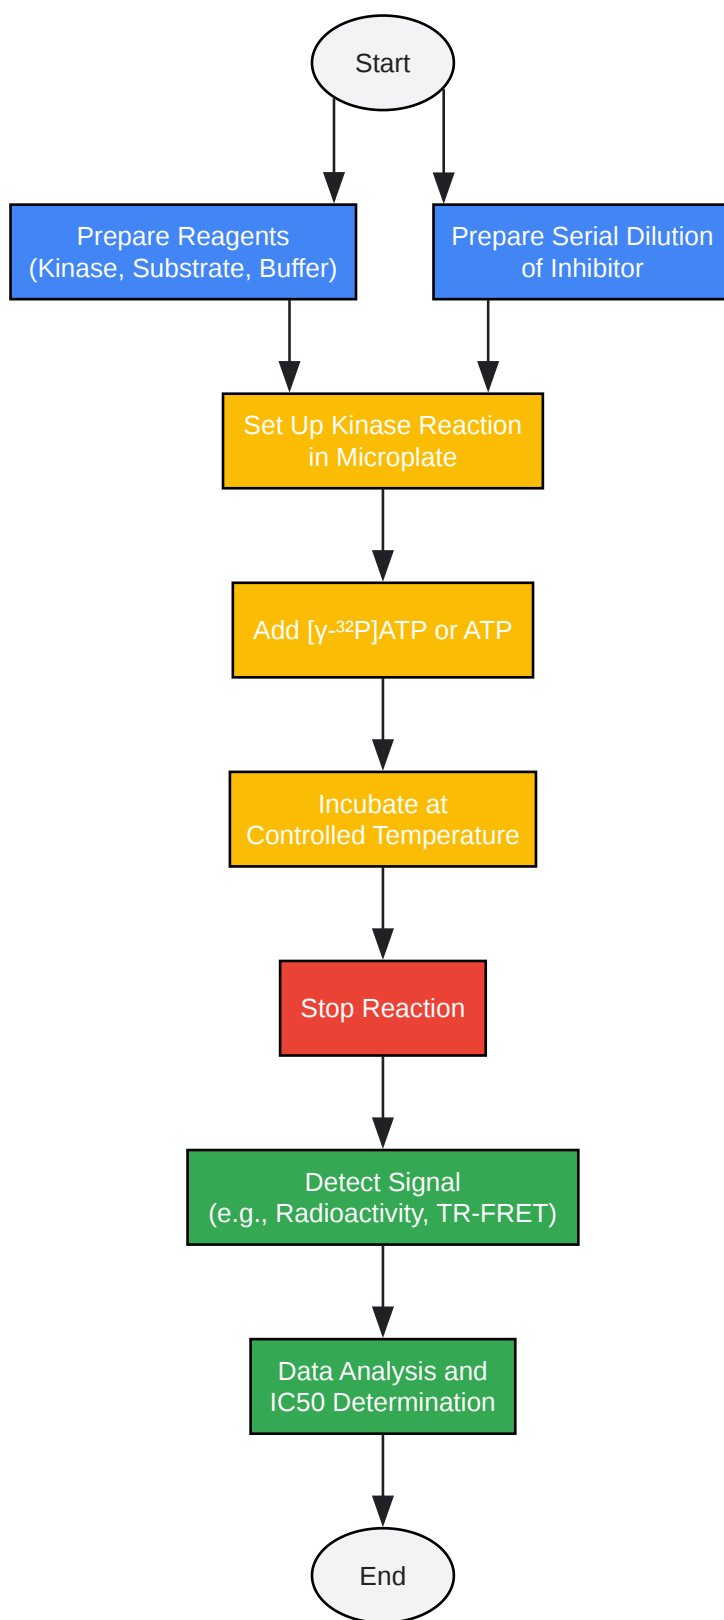 Start
Prepare Reagents
(Kinase, Substrate, Buffer)
Prepare Serial Dilution
of Inhibitor
Set Up Kinase Reaction
in Microplate
Add [γ-³²P]ATP or ATP
Incubate at
Controlled Temperature
Stop Reaction
Detect Signal
(e.g., Radioactivity, TR-FRET)
Data Analysis and
IC50 Determination
End